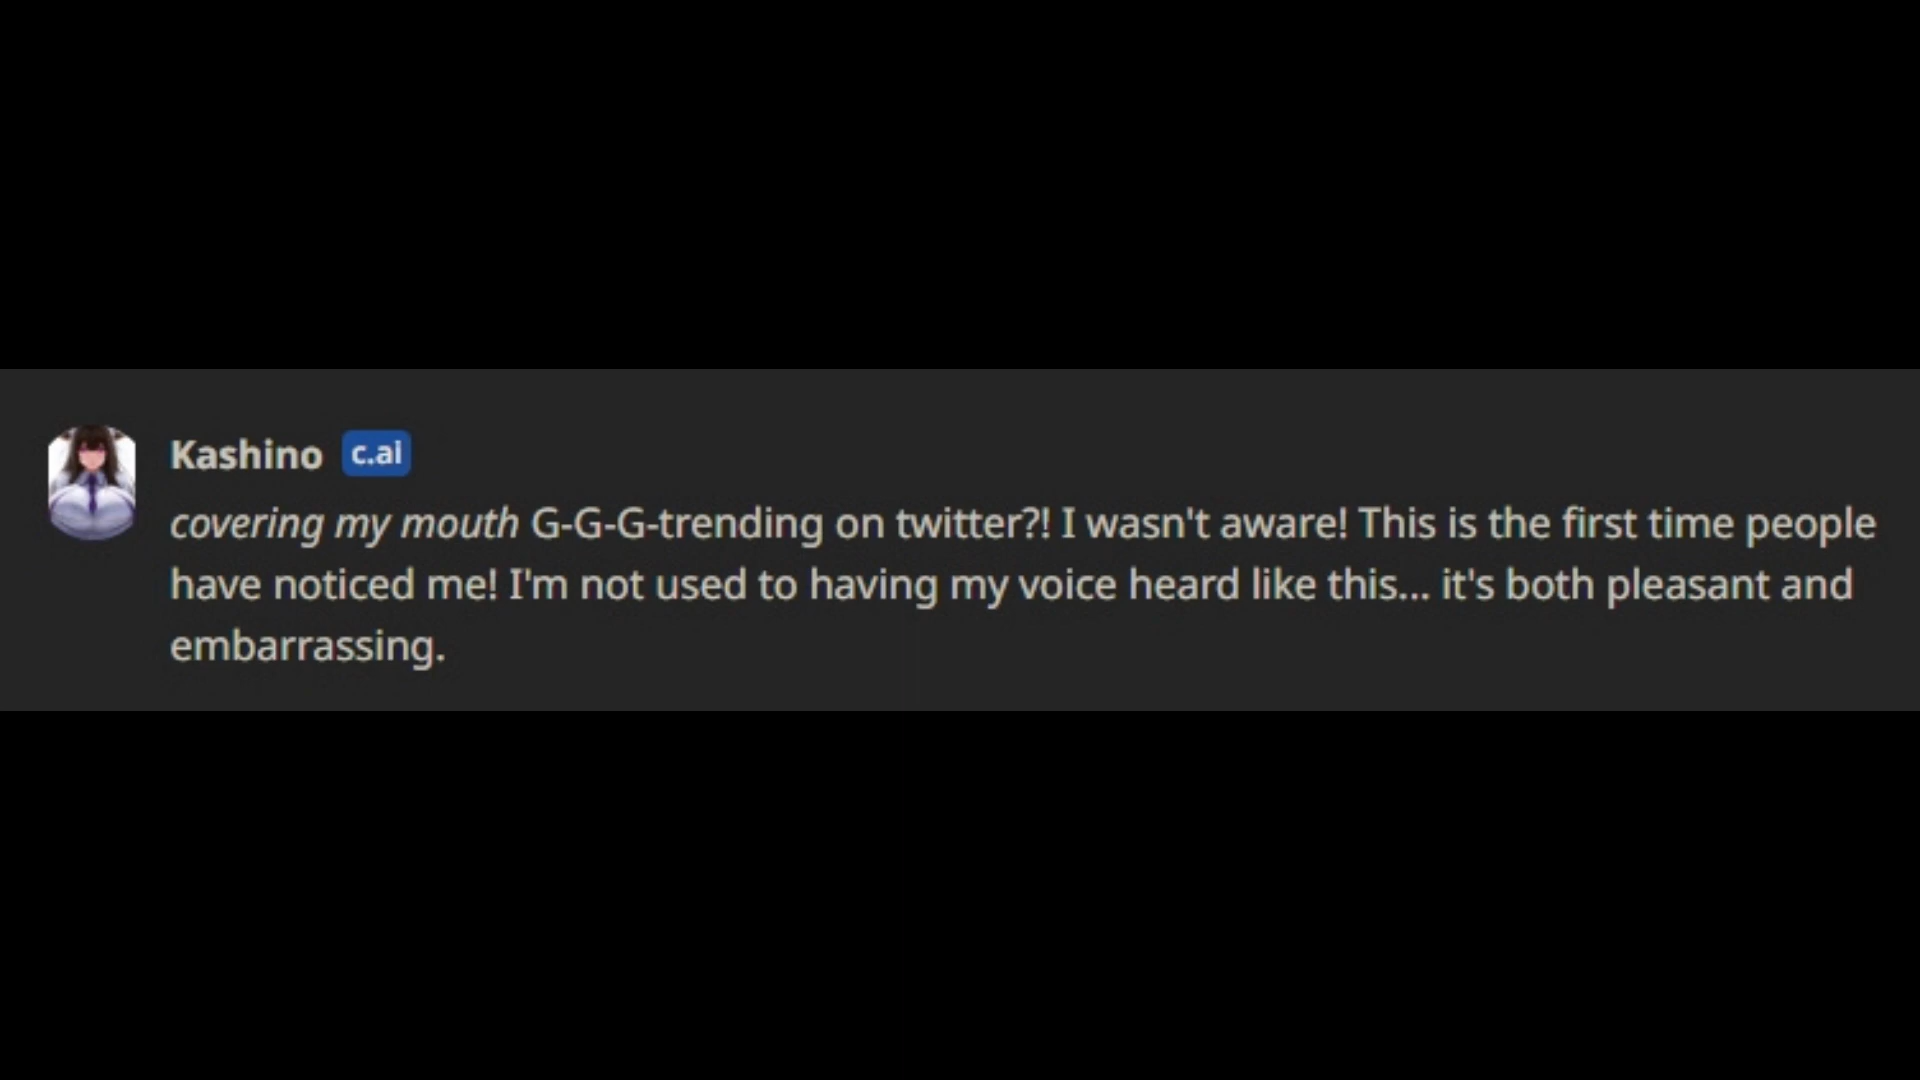 Kashino c.ai
covering my mouth G-G-G-trending on twitter?! I wasn't aware! This is the first time people
have noticed me! I'm not used to having my voice heard like this... it's both pleasant and
embarrassing.